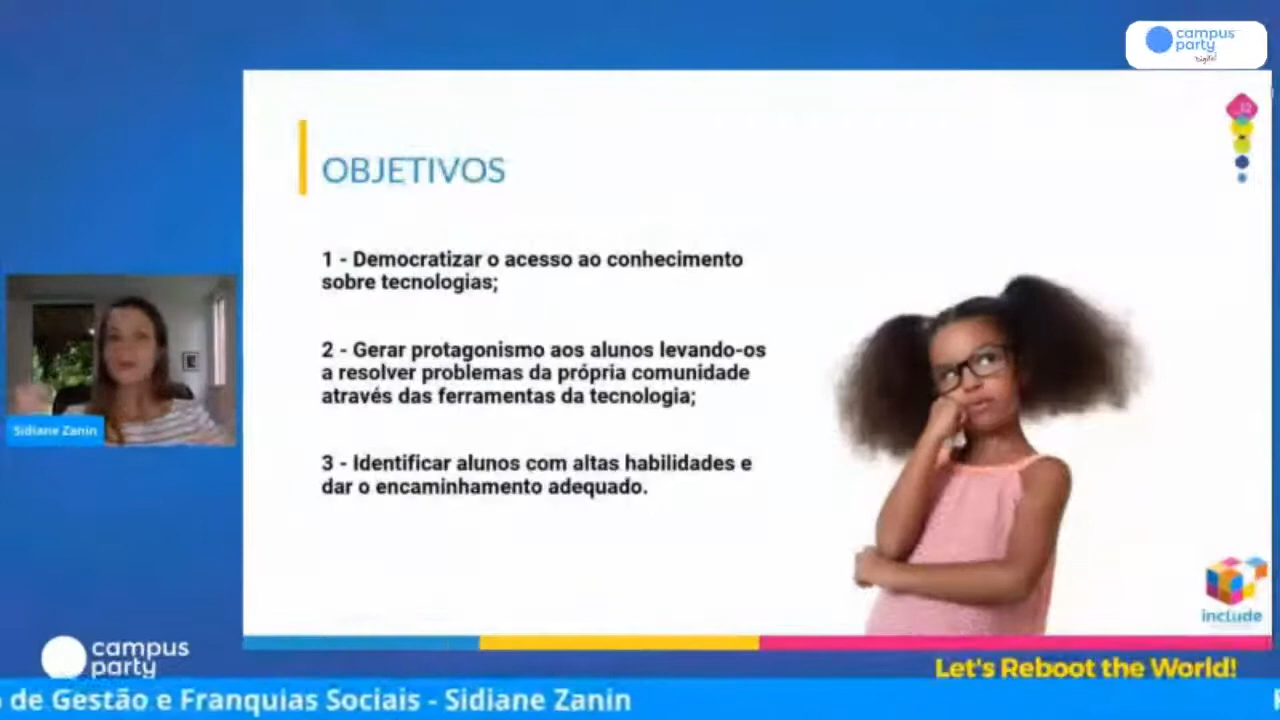 campus
party
Digital
OBJETIVOS
1 - Democratizar o acesso ao conhecimento
sobre tecnologias;
2 - Gerar protagonismo aos alunos levando-os
a resolver problemas da própria comunidade
através das ferramentas da tecnologia;
3 - Identificar alunos com altas habilidades e
dar o encaminhamento adequado.
Sidiane Zanin
include
campus
party
Let's Reboot the World!
o de Gestão e Franquias Sociais - Sidiane Zanin